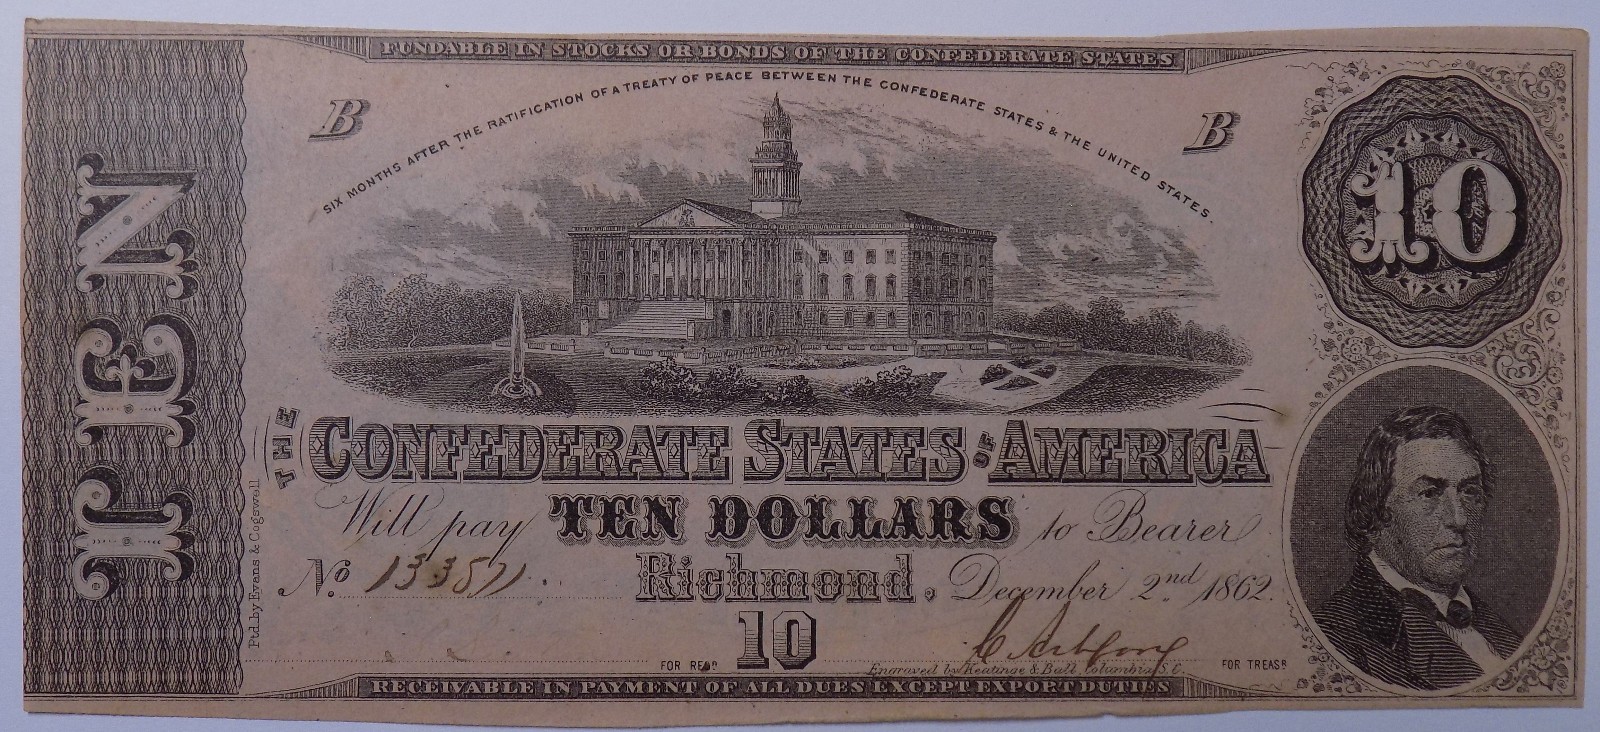 FUNDABLE IN STOCKS OR BONDS OF THE CONFEDERATE STATES
SIX MONTHS AFTER THE RATIFICATION OF A TREATY OF PEACE BETWEEN THE CONFEDERATE STATES & THE UNITED STATES.
B
B
10
TEN
THE CONFEDERATE STATES OF AMERICA
Will pay TEN DOLLARS to Bearer
No. 13357
Richmond, December 2nd 1862.
Ptd. by Evans & Cogswell
FOR REGR
10
Engraved by Keatinge & Ball, Columbia, S.C.
FOR TREASR
RECEIVABLE IN PAYMENT OF ALL DUES EXCEPT EXPORT DUTIES